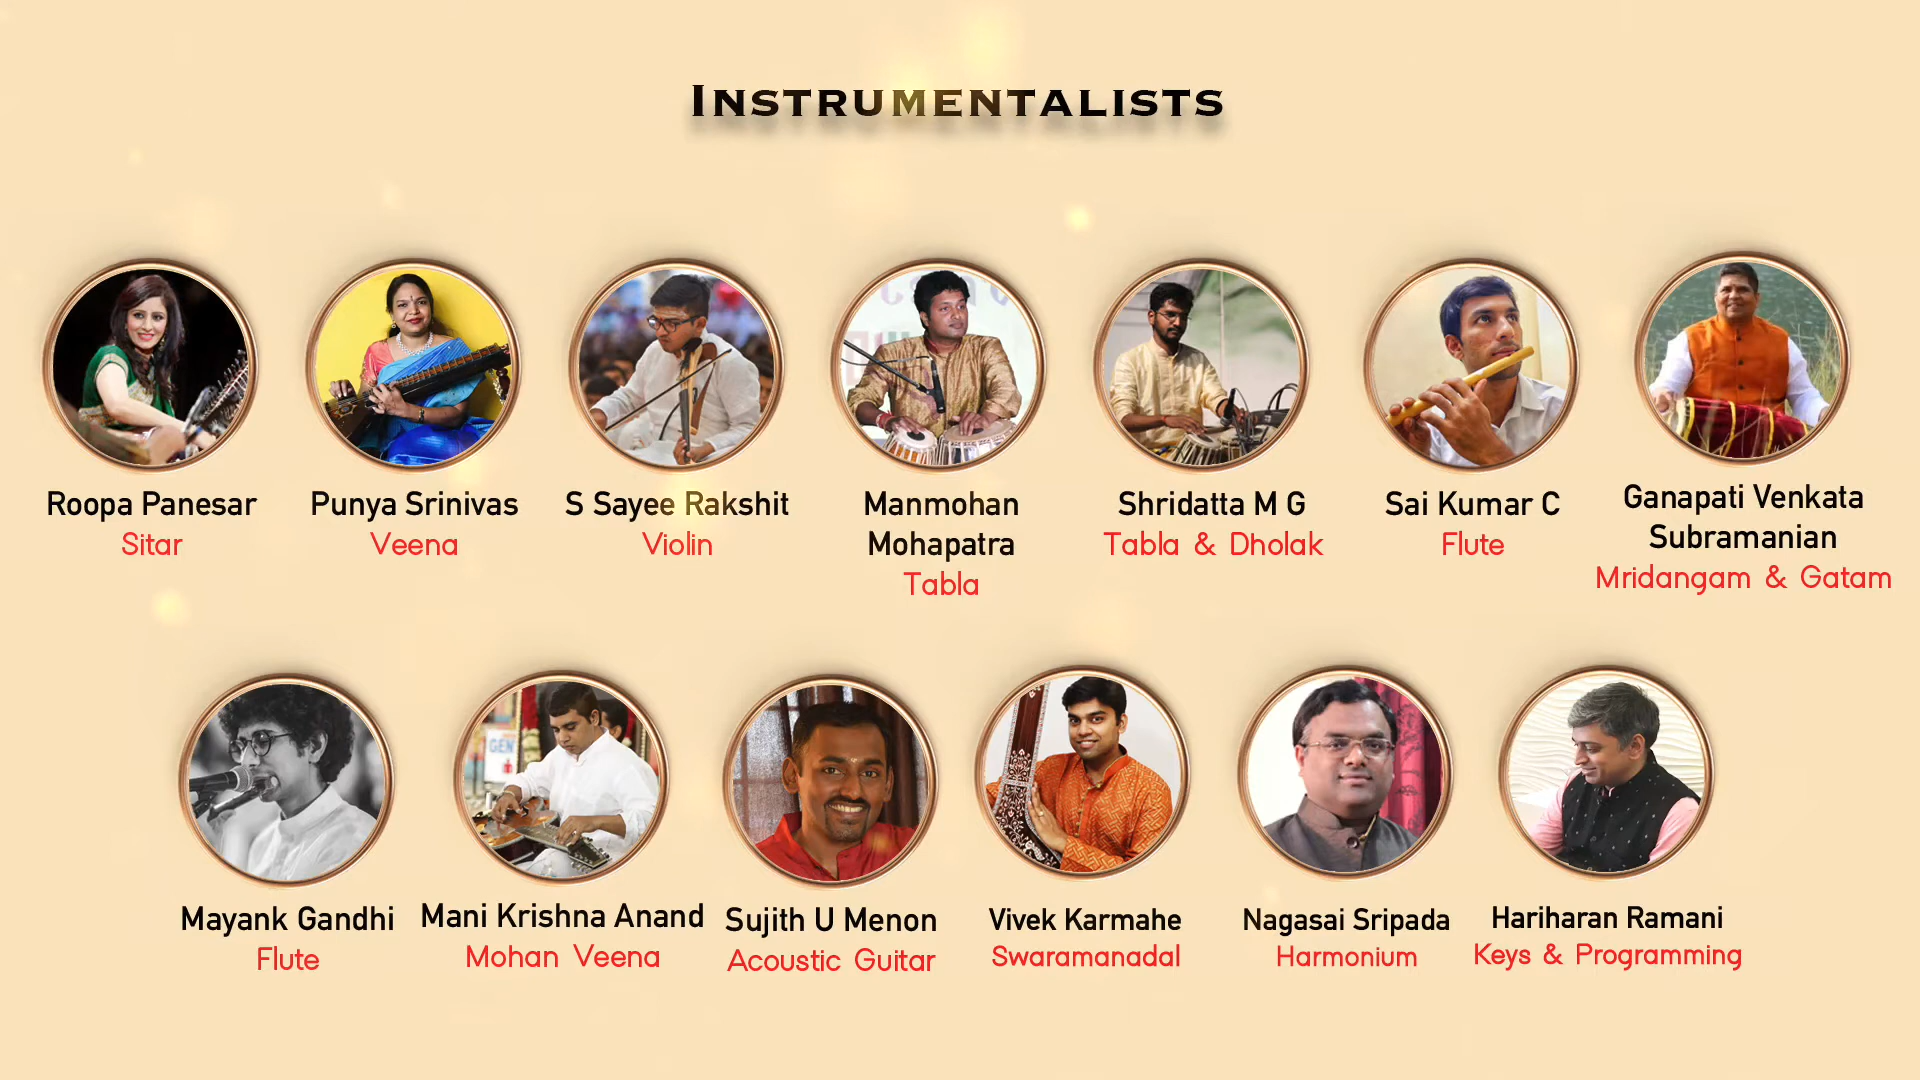 INSTRUMENTALISTS
Roopa Panesar
Sitar
Punya Srinivas
Veena
S Sayee Rakshit
Violin
Manmohan
Mohapatra
Tabla
Shridatta M G
Tabla & Dholak
Sai Kumar C
Flute
Ganapati Venkata
Subramanian
Mridangam & Gatam
Mayank Gandhi
Flute
Mani Krishna Anand
Mohan Veena
Sujith U Menon
Acoustic Guitar
Vivek Karmahe
Swaramanadal
Nagasai Sripada
Harmonium
Hariharan Ramani
Keys & Programming
GEN